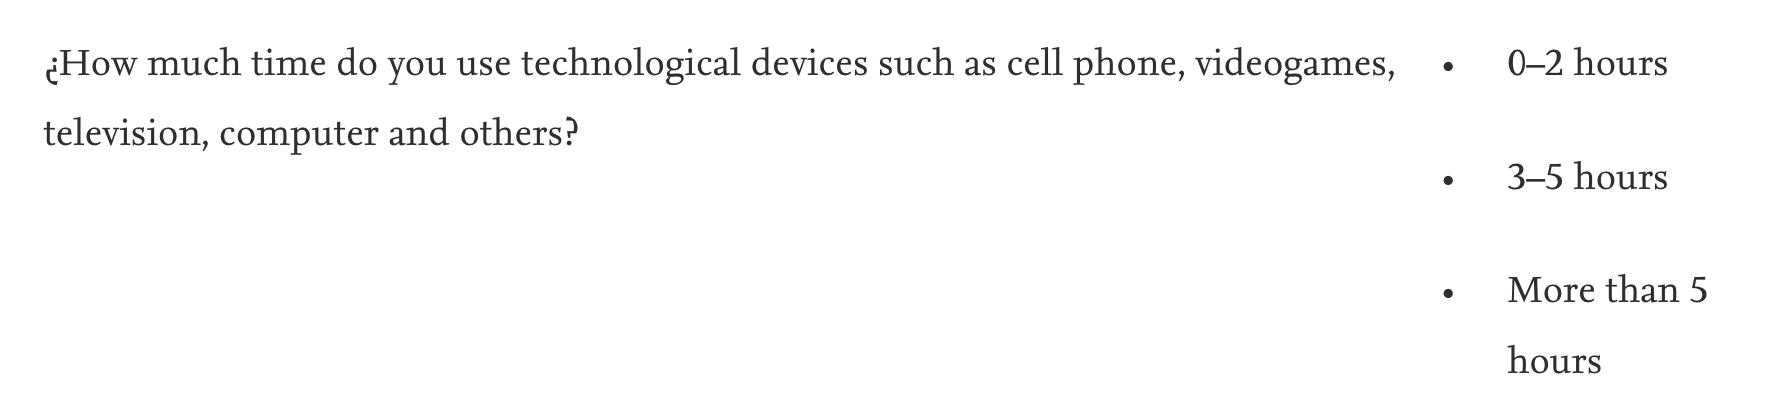 ¿How much time do you use technological devices such as cell phone, videogames,
television, computer and others?
• 0–2 hours
• 3–5 hours
• More than 5
hours